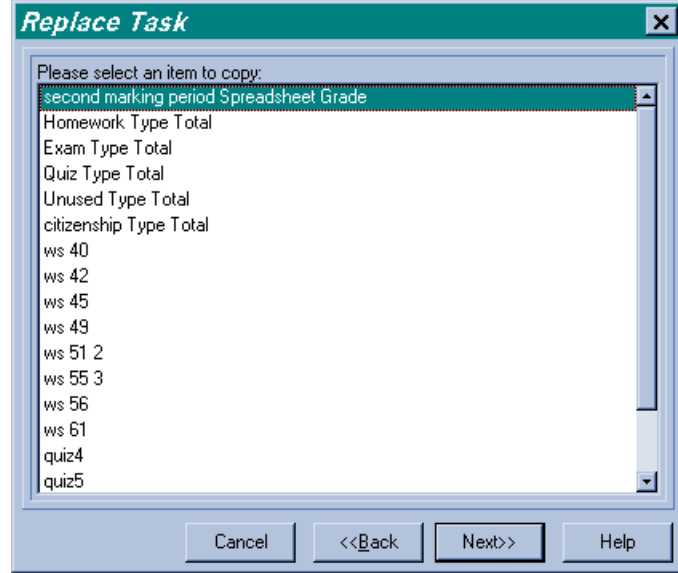 Replace Task
Please select an item to copy:
second marking period Spreadsheet Grade
Homework Type Total
Exam Type Total
Quiz Type Total
Unused Type Total
citizenship Type Total
ws 40
ws 42
ws 45
ws 49
ws 51 2
ws 55 3
ws 56
ws 61
quiz4
quiz5
Cancel <<Back Next>> Help